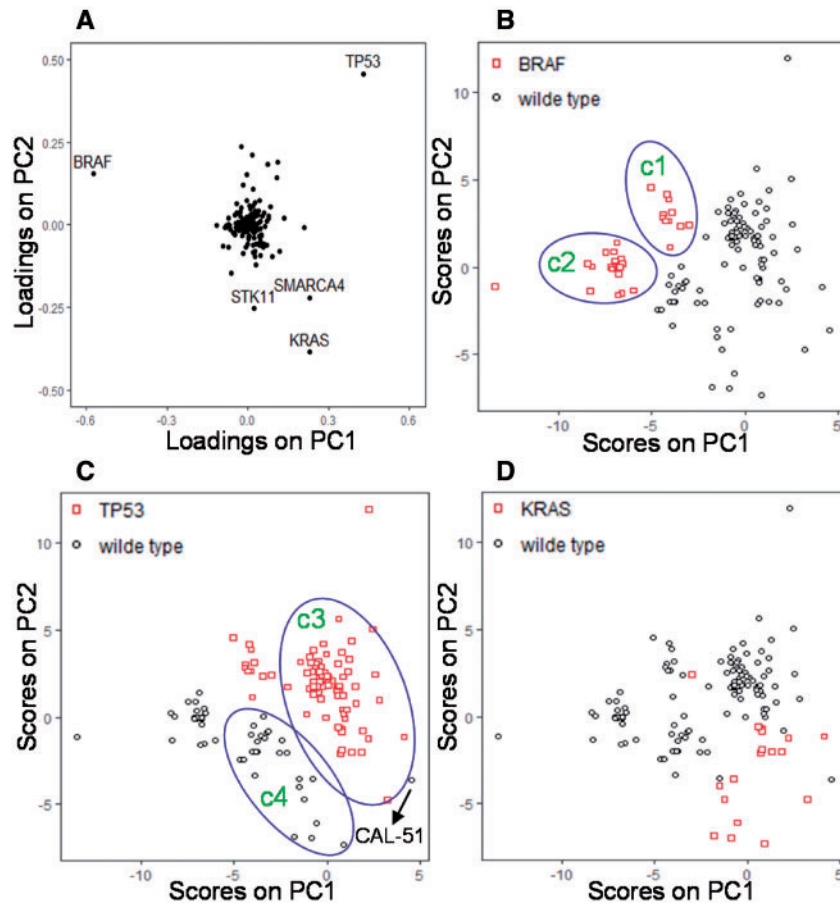 A
0.50
0.25
0.00
-0.25
-0.50
-0.6
-0.3
0.0
0.3
0.6
TP53
BRAF
STK11
SMARCA4
KRAS
Loadings on PC2
Loadings on PC1
B
BRAF
wilde type
c1
c2
10
5
0
-5
-10
-5
0
5
Scores on PC2
Scores on PC1
C
TP53
wilde type
c3
c4
CAL-51
10
5
0
-5
-10
-5
0
5
Scores on PC2
Scores on PC1
D
KRAS
wilde type
10
5
0
-5
-10
-5
0
5
Scores on PC2
Scores on PC1